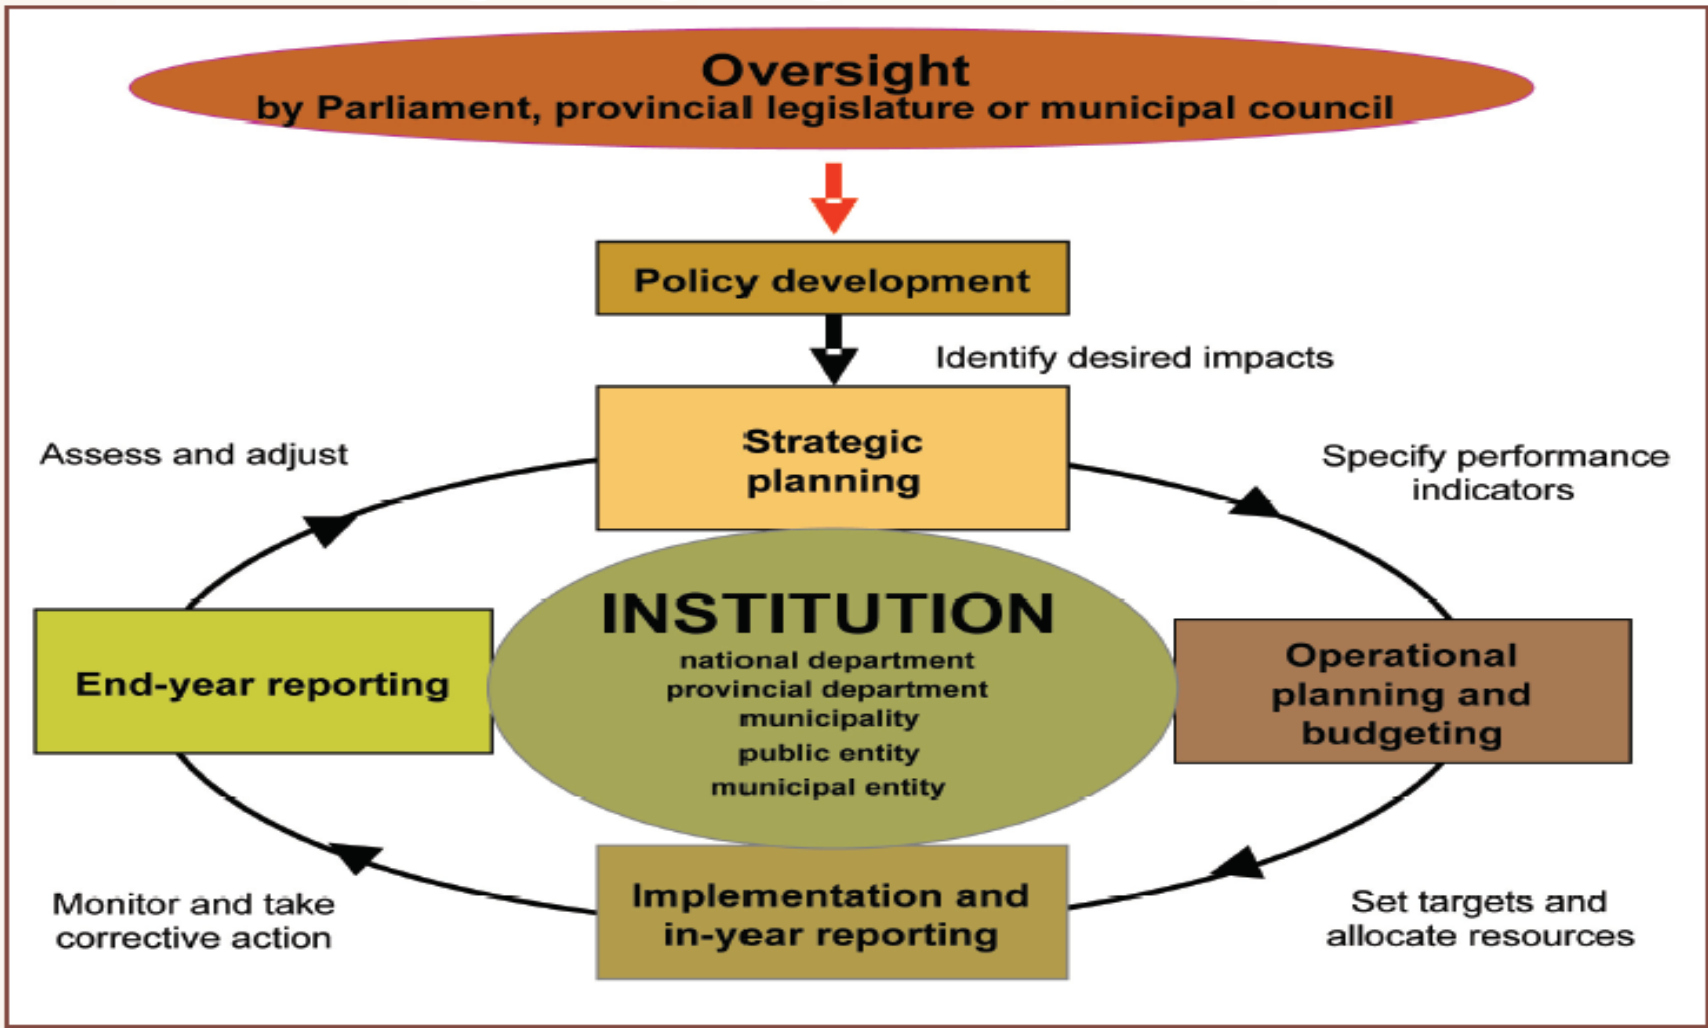 Oversight
by Parliament, provincial legislature or municipal council
Policy development
Identify desired impacts
Strategic
planning
Assess and adjust
Specify performance
indicators
INSTITUTION
national department
provincial department
municipality
public entity
municipal entity
End-year reporting
Operational
planning and
budgeting
Implementation and
in-year reporting
Monitor and take
corrective action
Set targets and
allocate resources